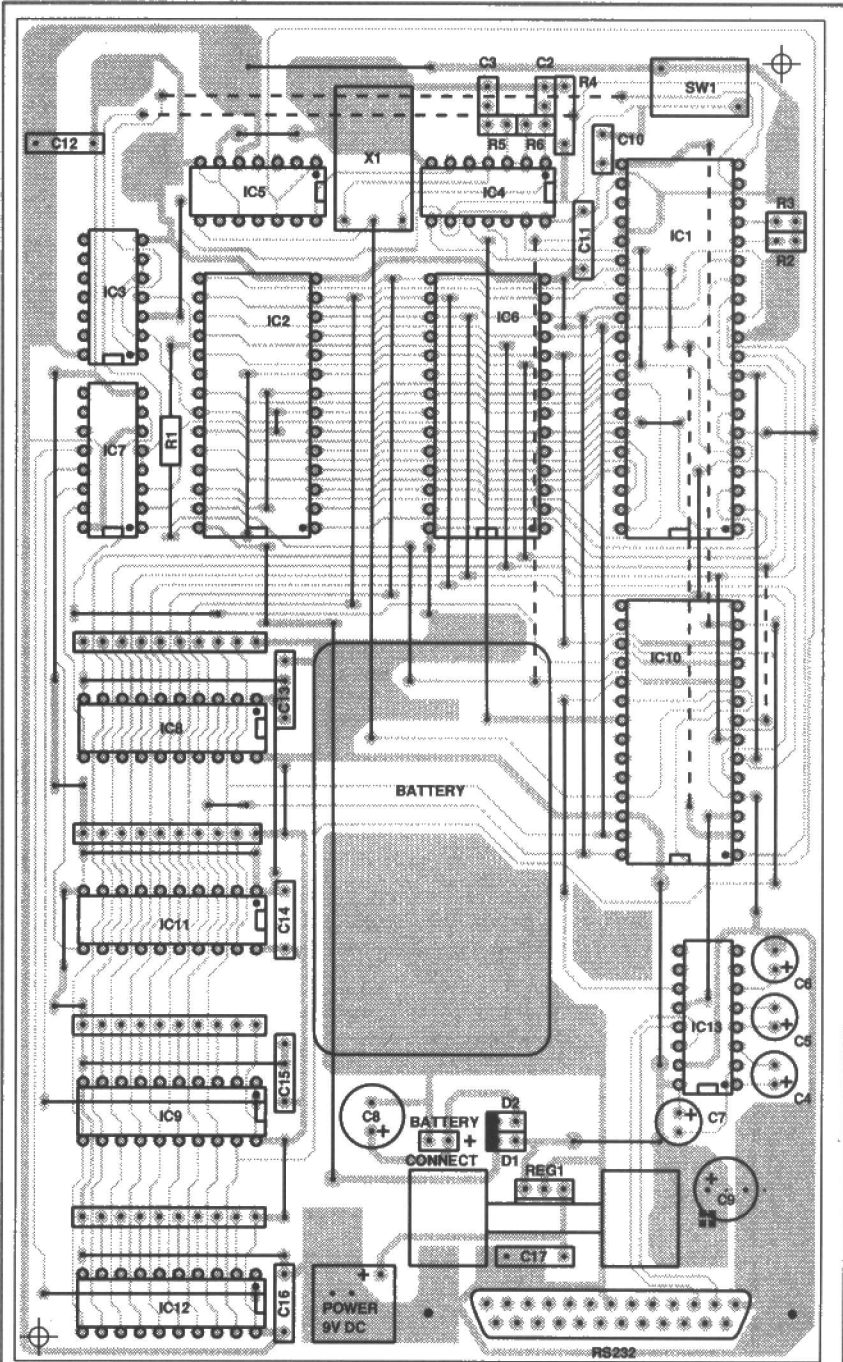 C3
C2
R4
SW1
C12
X1
R5
R6
C10
IC5
IC4
R3
IC1
C11
R2
IC3
IC2
IC6
R1
IC7
IC10
C13
IC8
BATTERY
C14
IC11
C6
IC13
C5
C15
C4
IC9
C8
BATTERY
+
CONNECT
D2
D1
+
C7
REG1
+
C9
C17
C16
IC12
+
POWER
9V DC
RS232